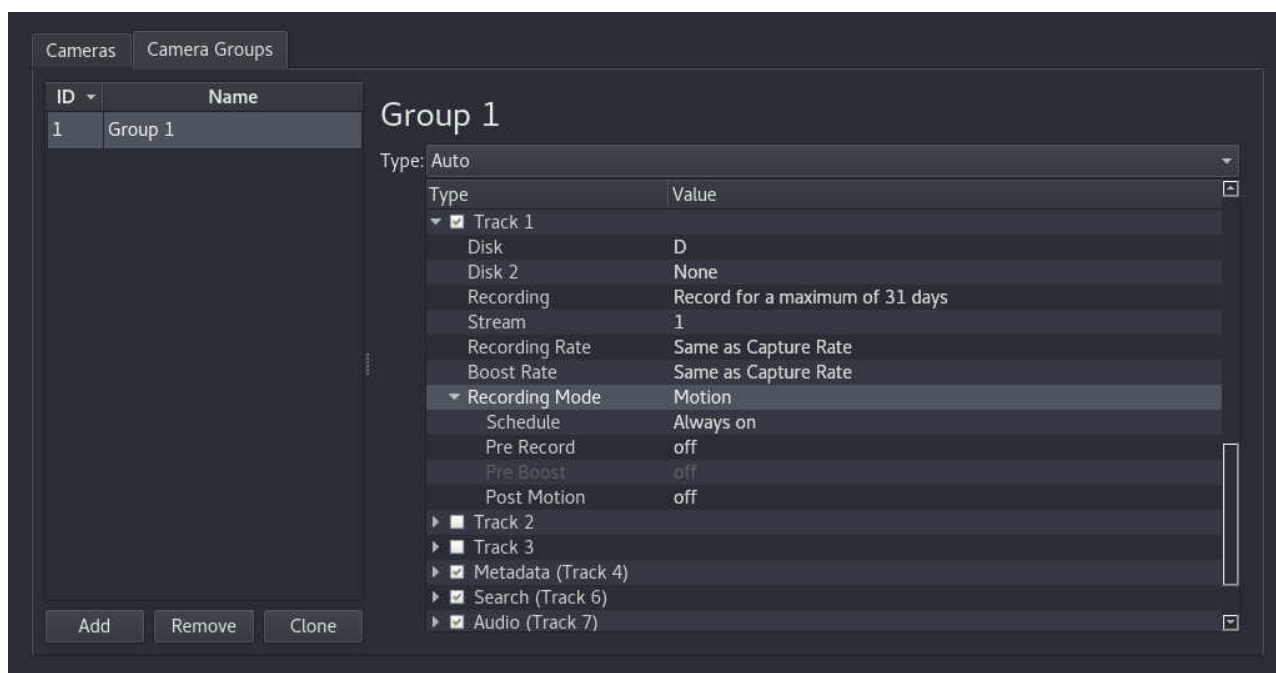 Cameras Camera Groups
ID Name
1 Group 1
Group 1
Type: Auto
Type Value
Track 1
Disk D
Disk 2 None
Recording Record for a maximum of 31 days
Stream 1
Recording Rate Same as Capture Rate
Boost Rate Same as Capture Rate
Recording Mode Motion
Schedule Always on
Pre Record off
Pre Boost off
Post Motion off
Track 2
Track 3
Metadata (Track 4)
Search (Track 6)
Audio (Track 7)
Add Remove Clone